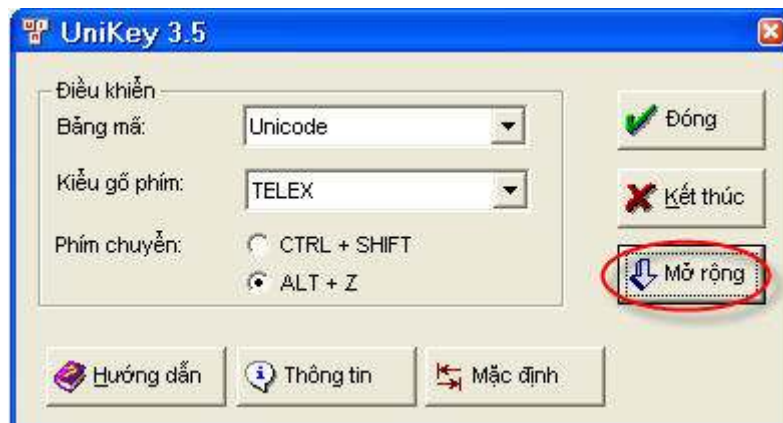 UniKey 3.5
Điều khiển
Bảng mã: Unicode
Kiểu gõ phím: TELEX
Phím chuyển: CTRL + SHIFT
ALT + Z
Đóng
Kết thúc
Mở rộng
Hướng dẫn
Thông tin
Mặc định